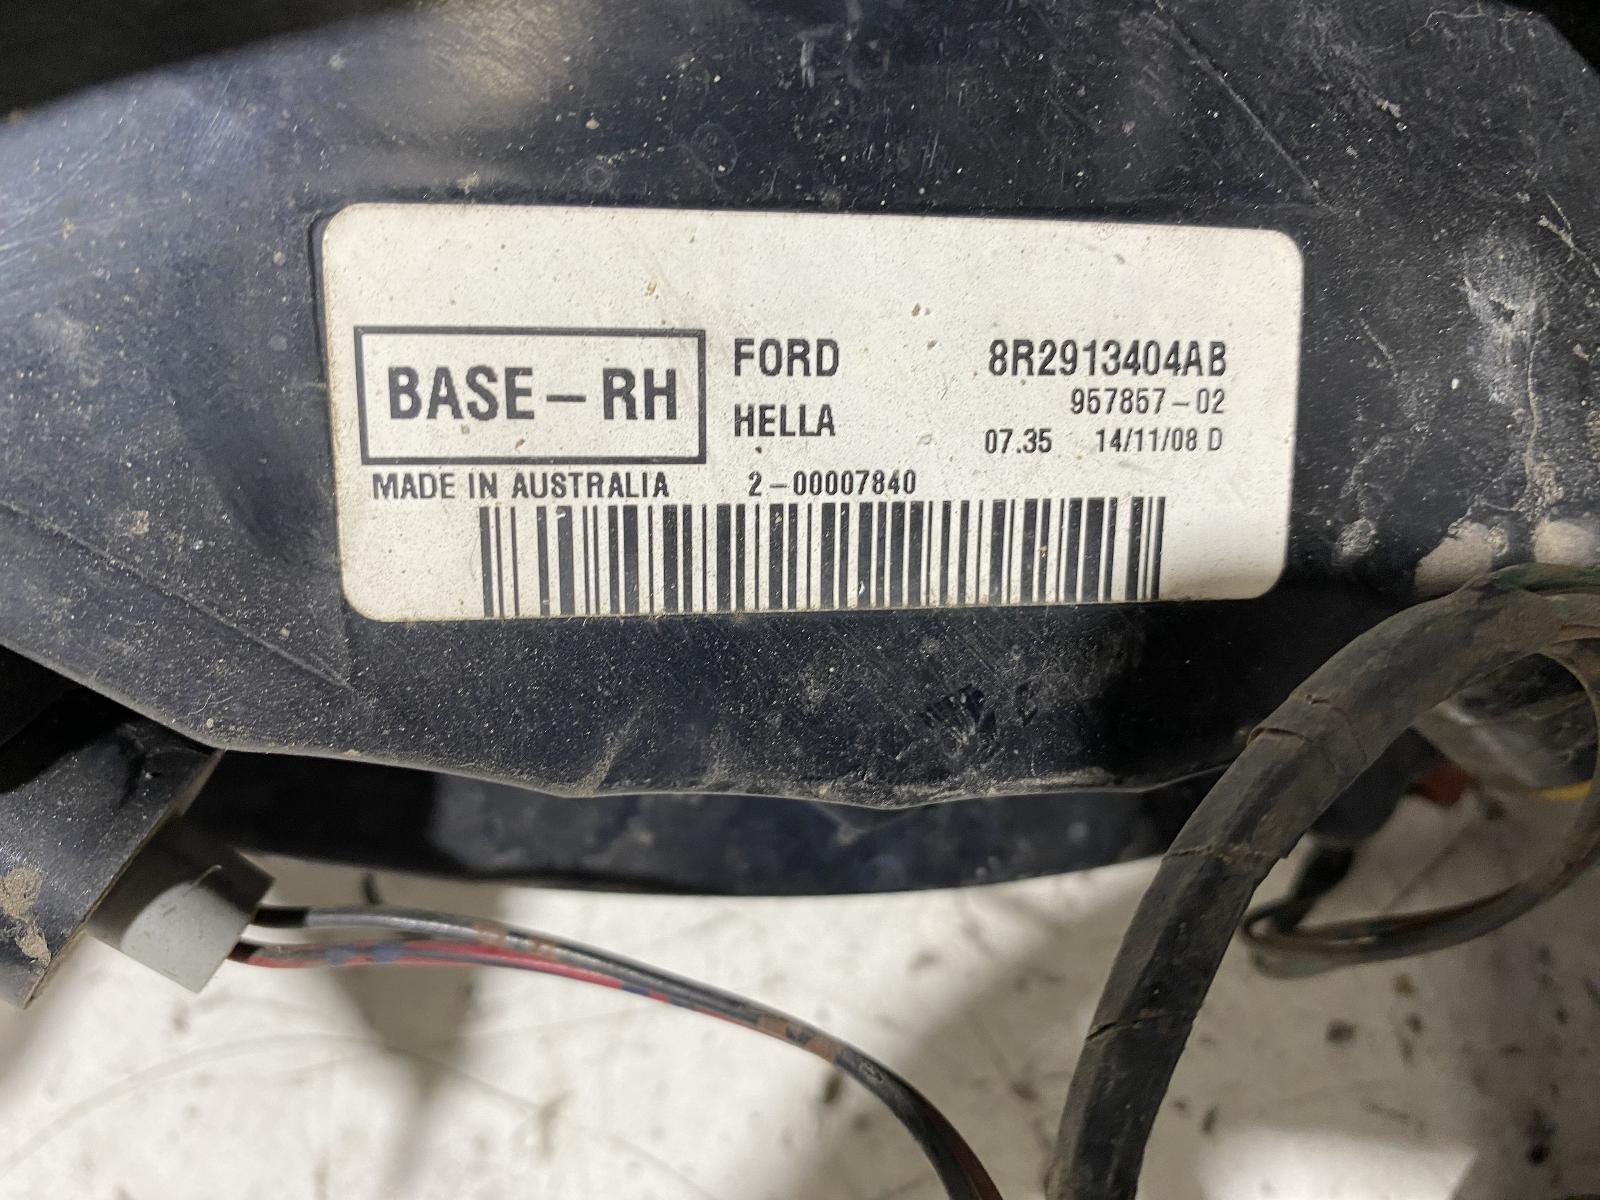 BASE-RH
FORD 8R2913404AB
957857-02
HELLA
07.35 14/11/08 D
MADE IN AUSTRALIA 2-00007840